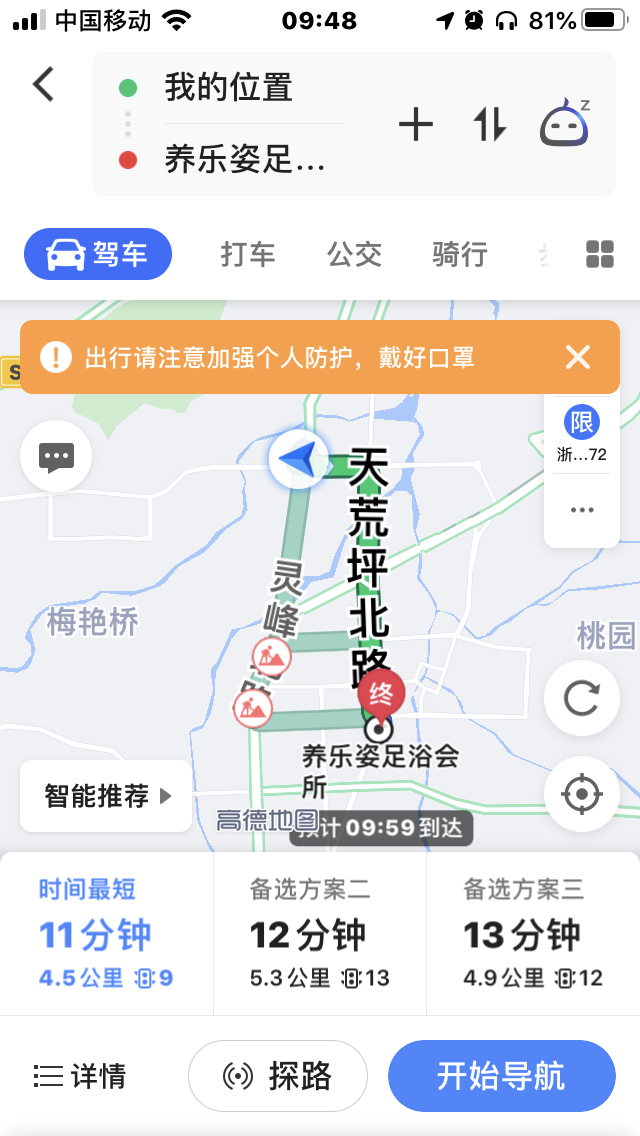 中国移动
09:48
81%
我的位置
养乐姿足...
z
驾车
打车
公交
骑行
S
出行请注意加强个人防护，戴好口罩
限
浙...72
天荒坪北路
灵峰
梅艳桥
桃园
终
养乐姿足浴会
所
智能推荐
高德地图
预计09:59到达
时间最短
11分钟
4.5公里 9
备选方案二
12分钟
5.3公里 13
备选方案三
13分钟
4.9公里 12
详情
探路
开始导航